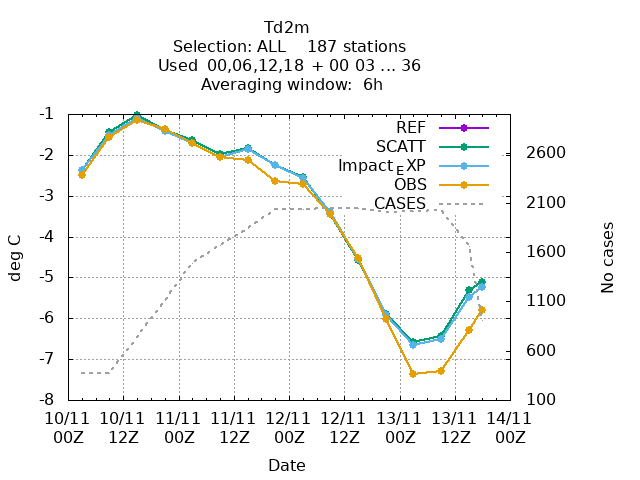 Td2m
Selection: ALL    187 stations
Used 00,06,12,18 + 00 03 ... 36
Averaging window:  6h
REF
SCATT
Impact_EXP
OBS
CASES
-1
-2
-3
-4
-5
-6
-7
-8
deg C
2600
2100
1600
1100
600
100
No cases
10/11 10/11 11/11 11/11 12/11 12/11 13/11 13/11 14/11
00Z 12Z 00Z 12Z 00Z 12Z 00Z 12Z 00Z
Date